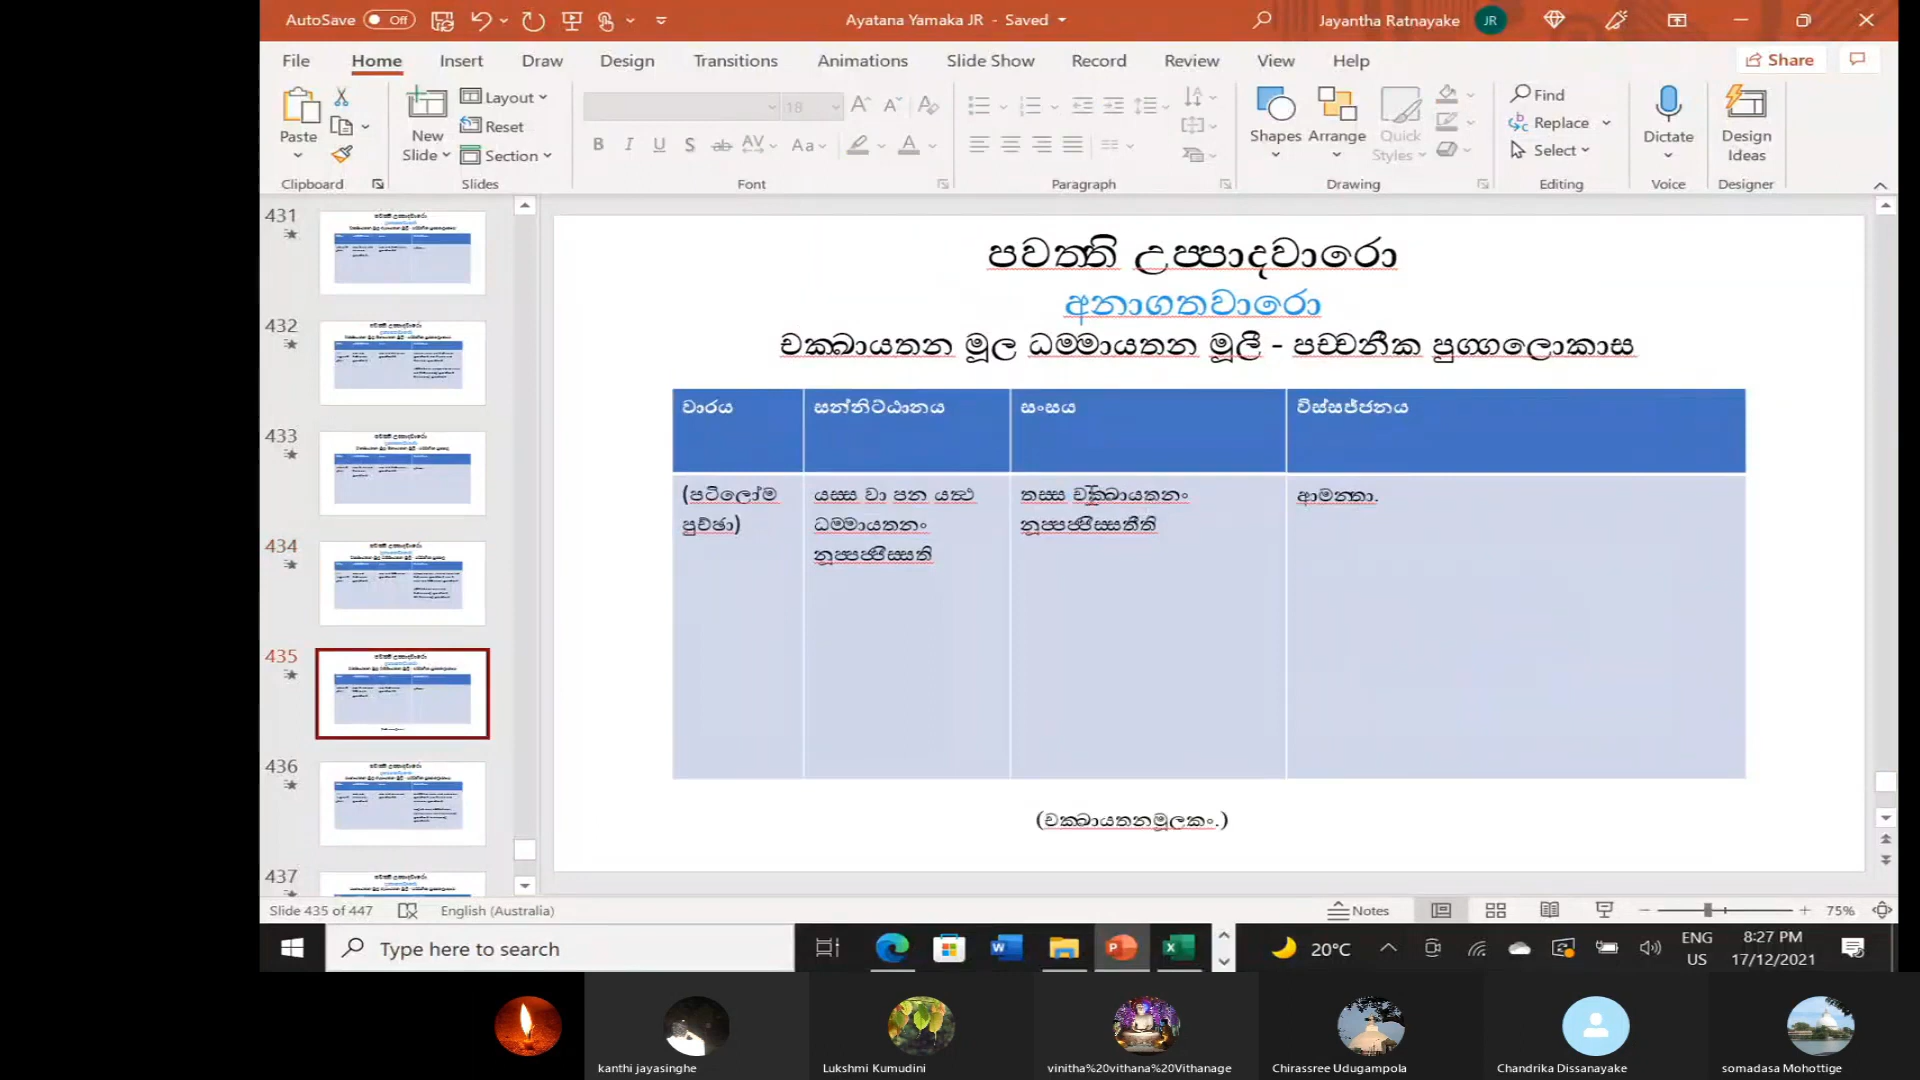 AutoSave Off
Ayatana Yamaka JR - Saved
Jayantha Ratnayake JR
File Home Insert Draw Design Transitions Animations Slide Show Record Review View Help Share
Paste
New Slide
Layout
Reset
Section
18
B I U S ab AV Aa A
Shapes Arrange Quick Styles
Find
Replace
Select
Dictate
Design Ideas
Clipboard Slides Font Paragraph Drawing Editing Voice Designer
431
432
433
434
435
436
437
පවත්ති උප්පාදවාරො
අනාගතවාරො
චක්ඛායතන මූල ධම්මායතන මූලී - පච්චනීක පුග්ගලොකාස
වාරය සන්නිට්ඨානය සංසය විස්සජ්ජනය
(පටිලෝම පුච්ඡා)
යස්ස වා පන යත්ථ
ධම්මායතනං
නූප්පජ්ජිස්සති
තස්ස චක්ඛායතනං
නූප්පජ්ජිස්සතීති
ආමන්තා.
(චක්ඛායතනමූලකං.)
Slide 435 of 447 English (Australia) Notes 75%
Type here to search
20°C
ENG
US
8:27 PM
17/12/2021
kanthi jayasinghe
Lukshmi Kumudini
vinitha%20vithana%20Vithanage
Chirassree Udugampola
Chandrika Dissanayake
somadasa Mohottige